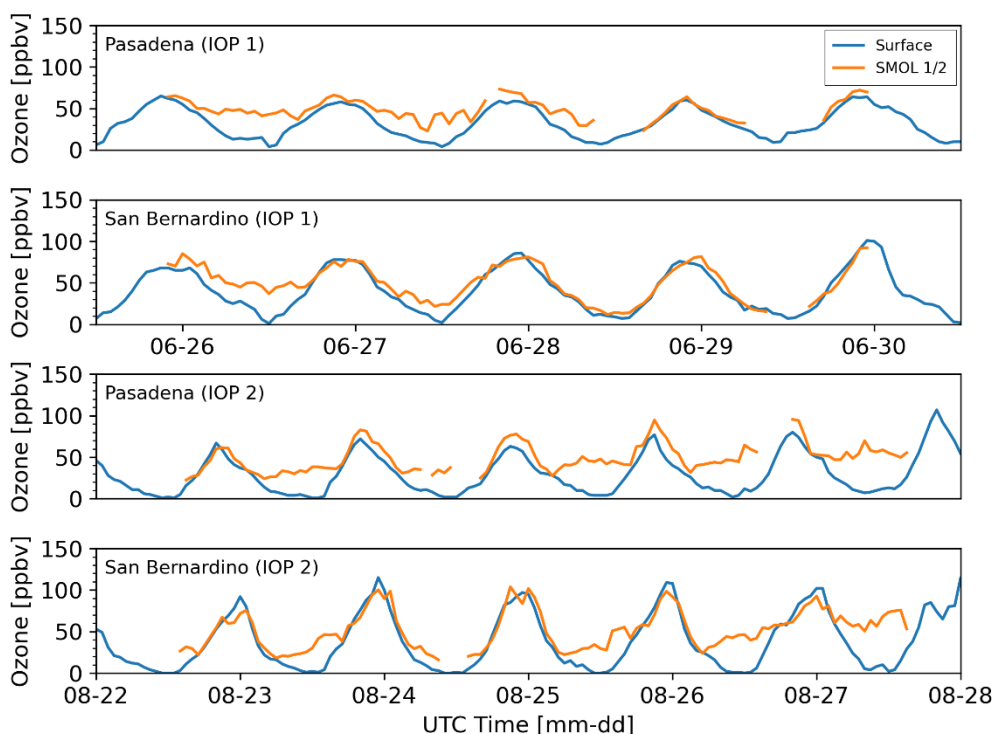 150
100
50
0
Ozone [ppbv]
Pasadena (IOP 1)
Surface
SMOL 1/2
150
100
50
0
Ozone [ppbv]
San Bernardino (IOP 1)
06-26 06-27 06-28 06-29 06-30
150
100
50
0
Ozone [ppbv]
Pasadena (IOP 2)
150
100
50
0
Ozone [ppbv]
San Bernardino (IOP 2)
08-22 08-23 08-24 08-25 08-26 08-27 08-28
UTC Time [mm-dd]